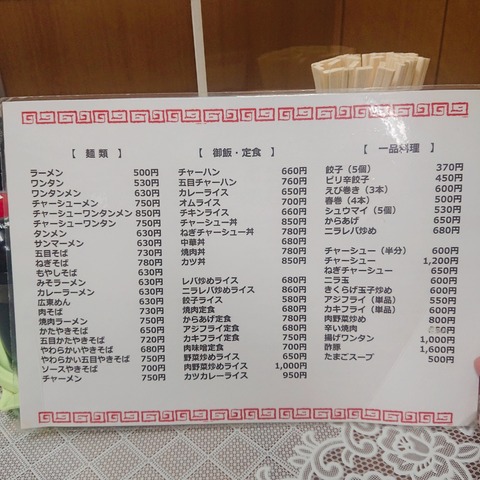 【 麺 類 】
ラーメン 500円
ワンタン 530円
ワンタンメン 630円
チャーシューメン 750円
チャーシューワンタンメン 850円
チャーシューワンタン 750円
タンメン 630円
サンマーメン 630円
五目そば 730円
ねぎそば 780円
もやしそば 630円
みそラーメン 630円
カレーラーメン 630円
広東めん 630円
肉そば 730円
焼肉ラーメン 750円
かたやきそば 650円
五目かたやきそば 750円
やわらかいやきそば 680円
やわらかい五目やきそば 750円
ソースやきそば 700円
チャーメン 750円
【 御飯・定食 】
チャーハン 660円
五目チャーハン 760円
カレーライス 650円
オムライス 700円
チキンライス 660円
チャーシュー丼 650円
ねぎチャーシュー丼 780円
中華丼 680円
焼肉丼 780円
カツ丼 850円
レバ炒めライス 680円
ニラレバ炒めライス 860円
餃子ライス 580円
焼肉定食 680円
からあげ定食 780円
アジフライ定食 680円
カキフライ定食 750円
肉味噌定食 700円
野菜炒めライス 650円
肉野菜炒めライス 1,000円
カツカレーライス 950円
【 一品料理 】
餃子（5個） 370円
ピリ辛餃子 450円
えび巻き（3本） 600円
春巻（4本） 500円
シュウマイ（5個） 530円
からあげ 650円
ニラレバ炒め 680円
チャーシュー（半分） 600円
チャーシュー 1,200円
ねぎチャーシュー 650円
ニラ玉 600円
きくらげ玉子炒め 600円
アジフライ（単品） 550円
カキフライ（単品） 600円
肉野菜炒め 800円
辛い焼肉
揚げワンタン 1,000円
酢豚 1,600円
たまごスープ 500円